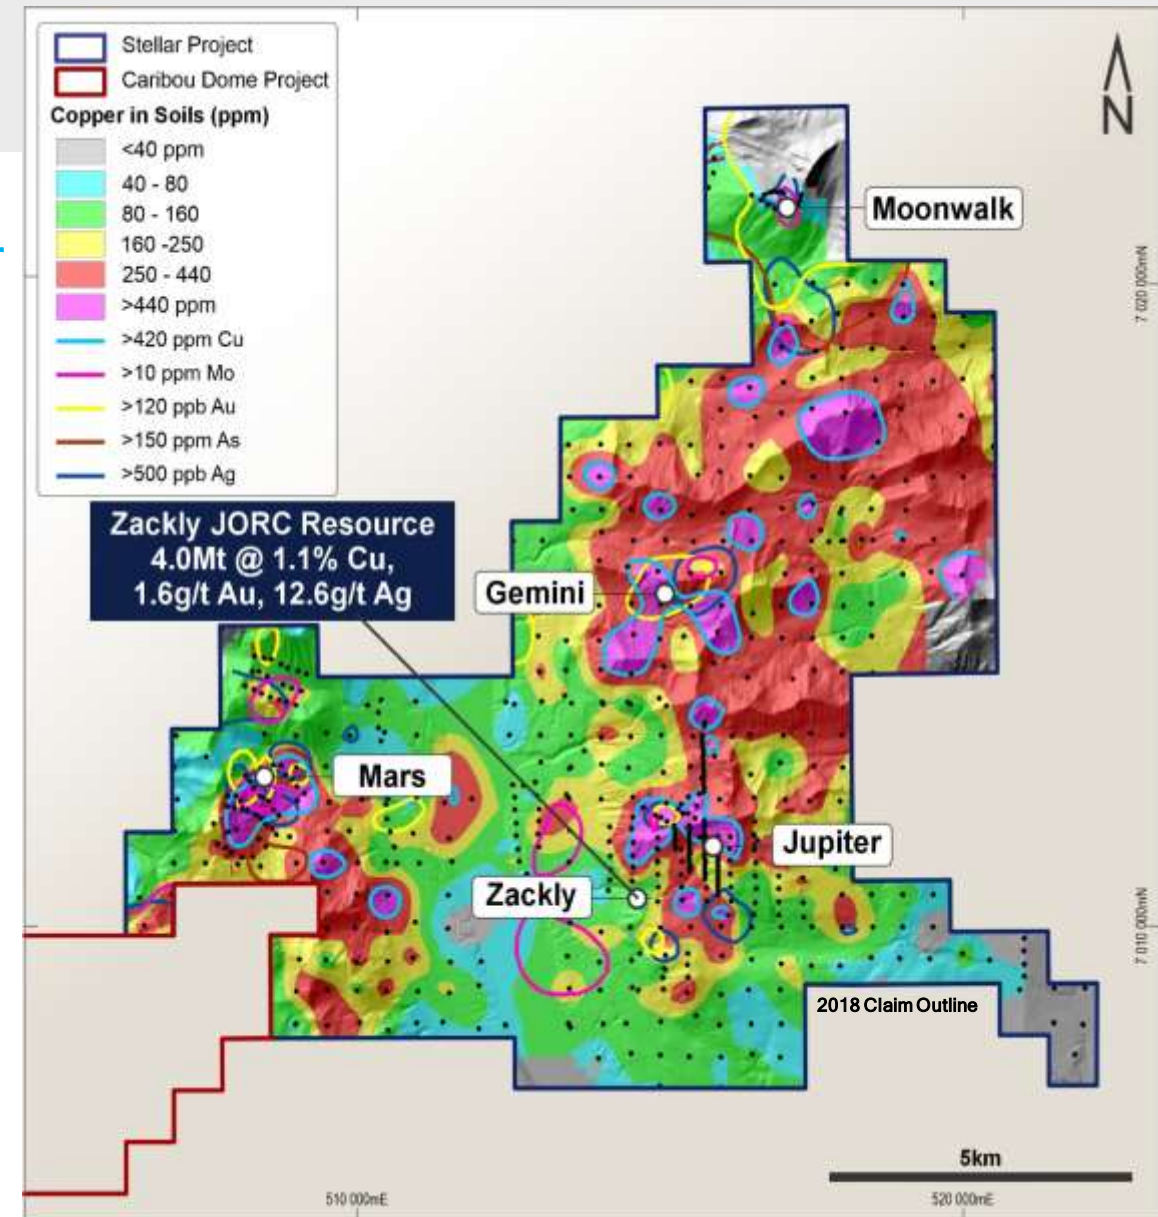 Stellar Project
Caribou Dome Project
Copper in Soils (ppm)
<40 ppm
40 - 80
80 - 160
160 -250
250 - 440
>440 ppm
>420 ppm Cu
>10 ppm Mo
>120 ppb Au
>150 ppm As
>500 ppb Ag
N
Moonwalk
7 020 000mN
Zackly JORC Resource
4.0Mt @ 1.1% Cu,
1.6g/t Au, 12.6g/t Ag
Gemini
Mars
Jupiter
Zackly
7 010 000mN
2018 Claim Outline
5km
510 000mE
520 000mE